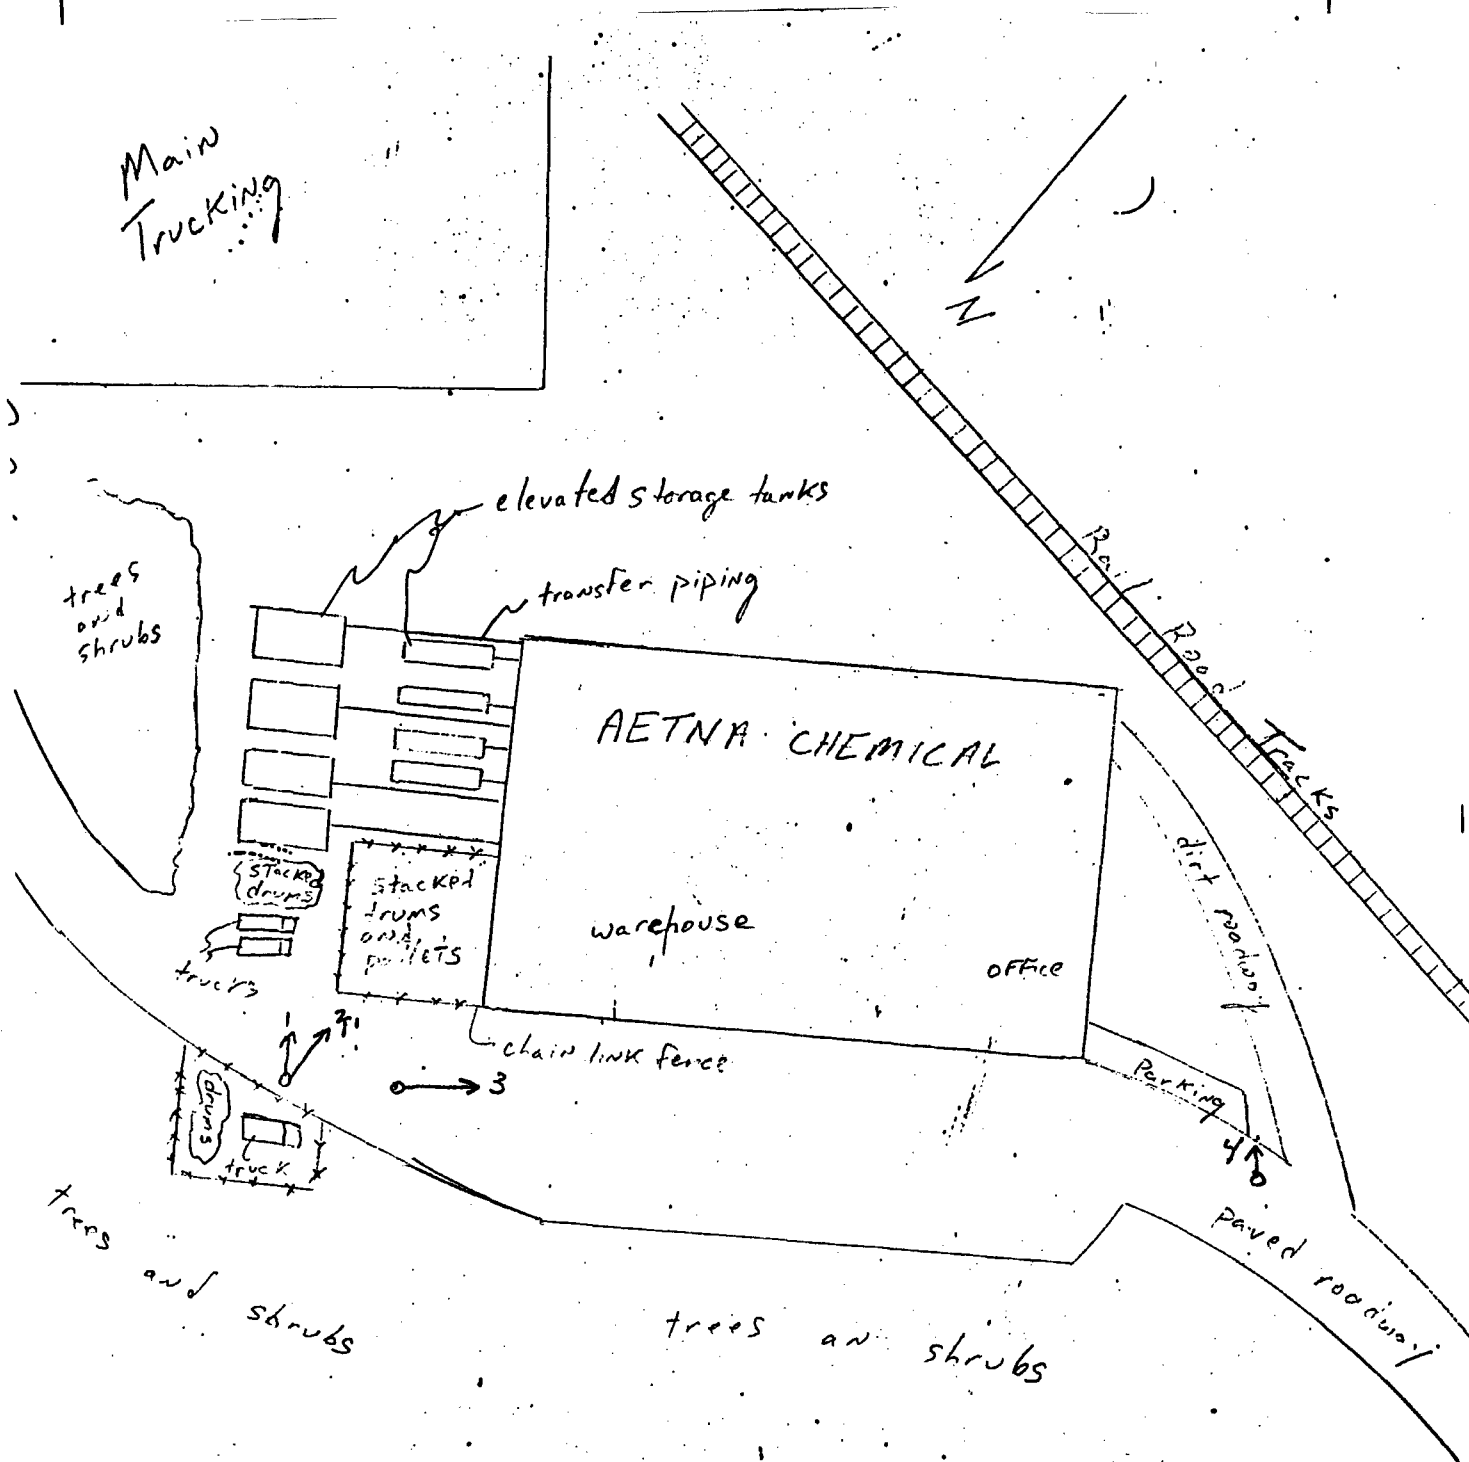 Main
Trucking
N
elevated storage tanks
transfer piping
trees
and
shrubs
Rail Road Tracks
AETNA CHEMICAL
dirt roadway
stacked
drums
stacked
drums
and
pallets
warehouse
office
trucks
1
2
chain link fence
3
parking
drums
truck
4
paved roadway
trees and shrubs
trees an shrubs